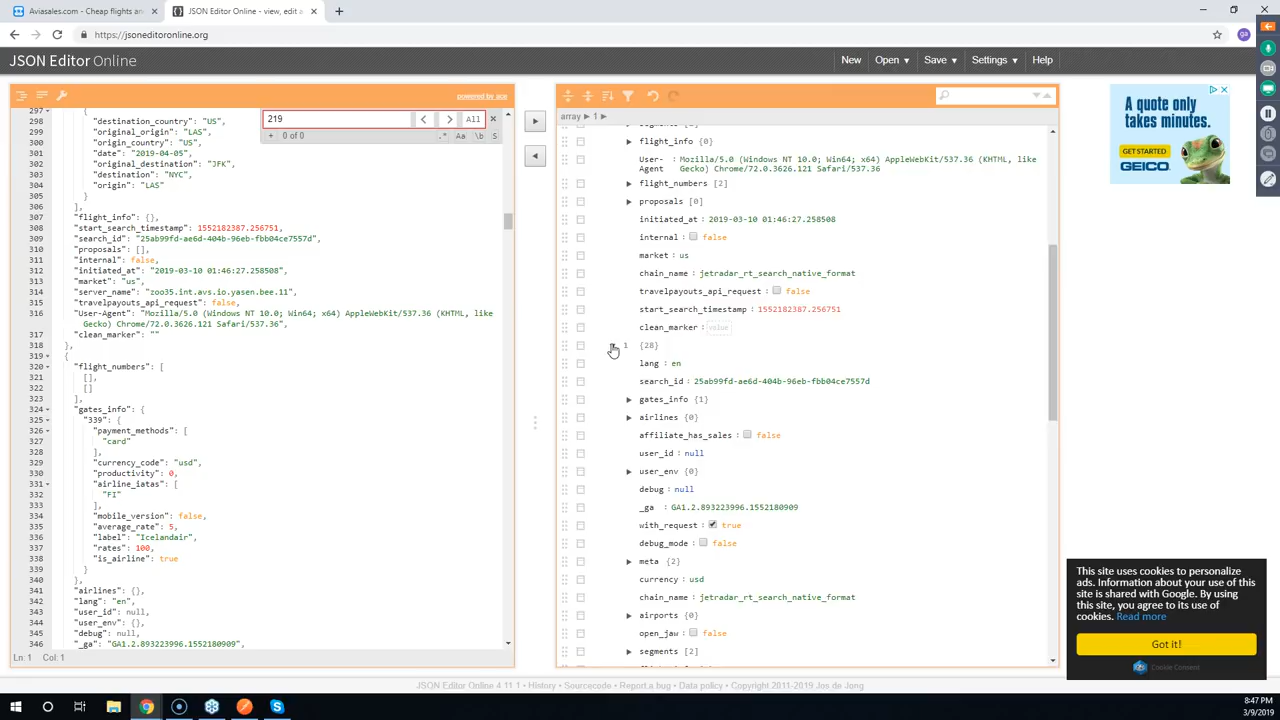 Aviasales.com - Cheap flights an
JSON Editor Online - view, edit a
https://jsoneditoronline.org
ga
JSON Editor Online
New
Open
Save
Settings
Help
powered by ace
219
All
+ 0 of 0
.*
Aa
\b
S
297 {
298 "destination_country": "US",
299 "original_origin": "LAS",
300 "origin_country": "US",
301 "date": "2019-04-05",
302 "original_destination": "JFK",
303 "destination": "NYC",
304 "origin": "LAS"
305 }
306 ],
307 "flight_info": {},
308 "start_search_timestamp": 1552182387.256751,
309 "search_id": "25ab99fd-ae6d-404b-96eb-fbb04ce7557d",
310 "proposals": [],
311 "internal": false,
312 "initiated_at": "2019-03-10 01:46:27.258508",
313 "market": "us",
314 "server_name": "zoo35.int.avs.io.yasen.bee.11",
315 "travelpayouts_api_request": false,
316 "User-Agent": "Mozilla/5.0 (Windows NT 10.0; Win64; x64) AppleWebKit/537.36 (KHTML, like
Gecko) Chrome/72.0.3626.121 Safari/537.36",
317 "clean_marker": ""
318 },
319 {
320 "flight_numbers": [
321 [],
322 []
323 ],
324 "gates_info": {
325 "339": {
326 "payment_methods": [
327 "card"
328 ],
329 "currency_code": "usd",
330 "productivity": 0,
331 "airline_iatas": [
332 "FI"
333 ],
334 "mobile_version": false,
335 "average_rate": 5,
336 "label": "Icelandair",
337 "rates": 100,
338 "is_airline": true
339 }
340 },
341 "airlines": {},
342 "lang": "en",
343 "user_id": null,
344 "user_env": {},
345 "debug": null,
346 "_ga": "GA1.2.893223996.1552180909",
Ln: 1 Col: 1
array ► 1 ►
flight_info {0}
User-Agent : Mozilla/5.0 (Windows NT 10.0; Win64; x64) AppleWebKit/537.36 (KHTML, like
Gecko) Chrome/72.0.3626.121 Safari/537.36
flight_numbers [2]
proposals [0]
initiated_at : 2019-03-10 01:46:27.258508
internal : false
market : us
chain_name : jetradar_rt_search_native_format
travelpayouts_api_request : false
start_search_timestamp : 1552182387.256751
clean_marker : value
1 {28}
lang : en
search_id : 25ab99fd-ae6d-404b-96eb-fbb04ce7557d
gates_info {1}
airlines {0}
affiliate_has_sales : false
user_id : null
user_env {0}
debug : null
_ga : GA1.2.893223996.1552180909
with_request : true
debug_mode : false
meta {2}
currency : usd
chain_name : jetradar_rt_search_native_format
airports {0}
open_jaw : false
segments [2]
A quote only
takes minutes.
GET STARTED
GEICO
This site uses cookies to personalize
ads. Information about your use of this
site is shared with Google. By using
this site, you agree to its use of
cookies. Read more
Got it!
Cookie Consent
JSON Editor Online 4.11.1 • History • Sourcecode • Report a bug • Data policy • Copyright 2011-2019 Jos de Jong
8:47 PM
3/9/2019